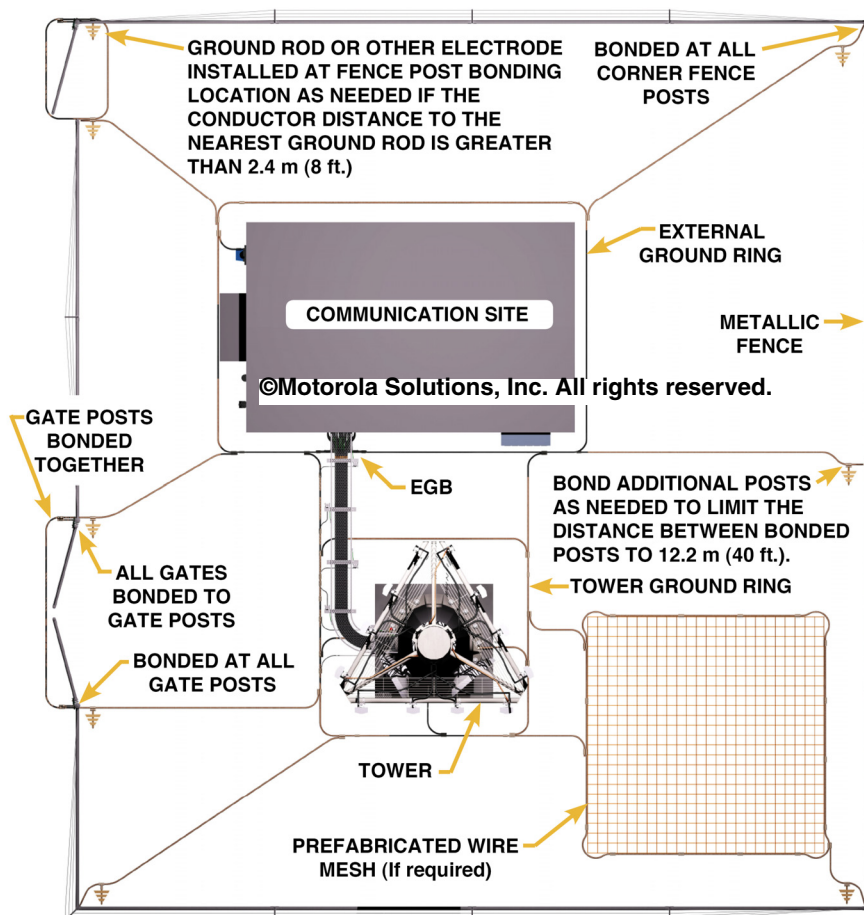 GROUND ROD OR OTHER ELECTRODE
INSTALLED AT FENCE POST BONDING
LOCATION AS NEEDED IF THE
CONDUCTOR DISTANCE TO THE
NEAREST GROUND ROD IS GREATER
THAN 2.4 m (8 ft.)
BONDED AT ALL
CORNER FENCE
POSTS
EXTERNAL
GROUND RING
COMMUNICATION SITE
METALLIC
FENCE
©Motorola Solutions, Inc. All rights reserved.
GATE POSTS
BONDED
TOGETHER
EGB
BOND ADDITIONAL POSTS
AS NEEDED TO LIMIT THE
DISTANCE BETWEEN BONDED
POSTS TO 12.2 m (40 ft.).
ALL GATES
BONDED TO
GATE POSTS
TOWER GROUND RING
BONDED AT ALL
GATE POSTS
TOWER
PREFABRICATED WIRE
MESH (If required)